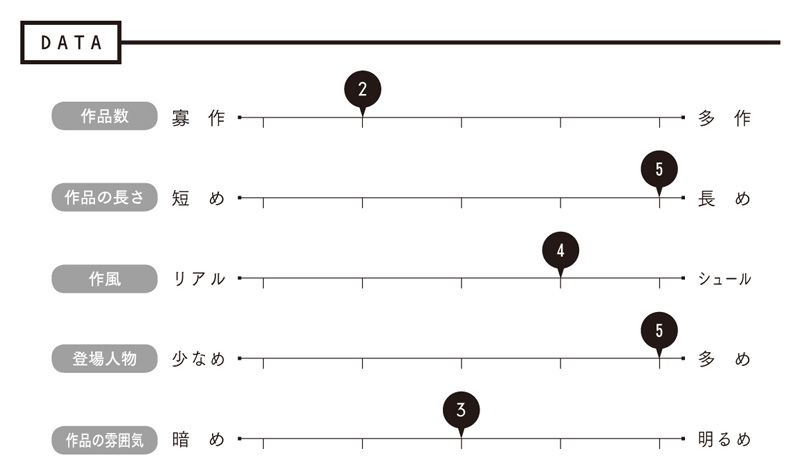 DATA
2
作品数 寡作 多作
5
作品の長さ 短め 長め
4
作風 リアル シュール
5
登場人物 少なめ 多め
3
作品の雰囲気 暗め 明るめ